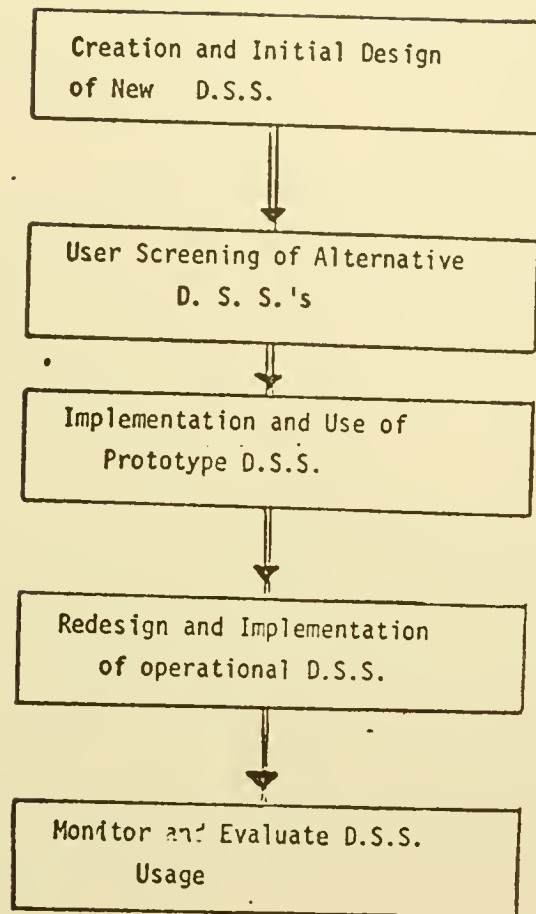 Creation and Initial Design
of New D.S.S.
User Screening of Alternative
D. S. S.'s
Implementation and Use of
Prototype D.S.S.
Redesign and Implementation
of operational D.S.S.
Monitor and Evaluate D.S.S.
Usage